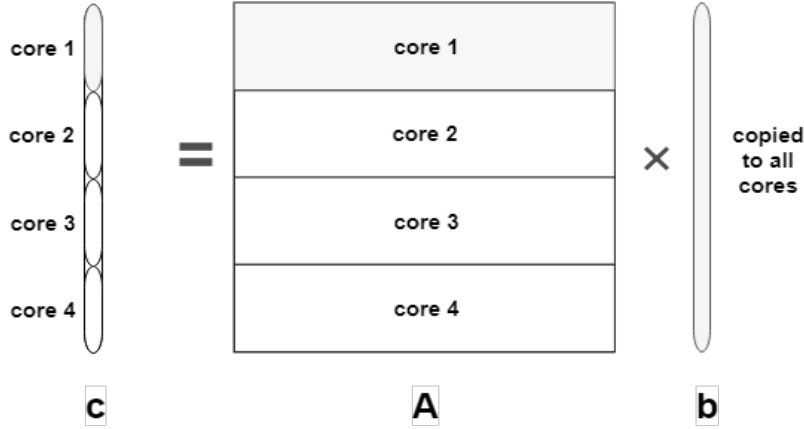 core 1
core 2
core 3
core 4
=
core 1
core 2
core 3
core 4
×
copied
to all
cores
c
A
b